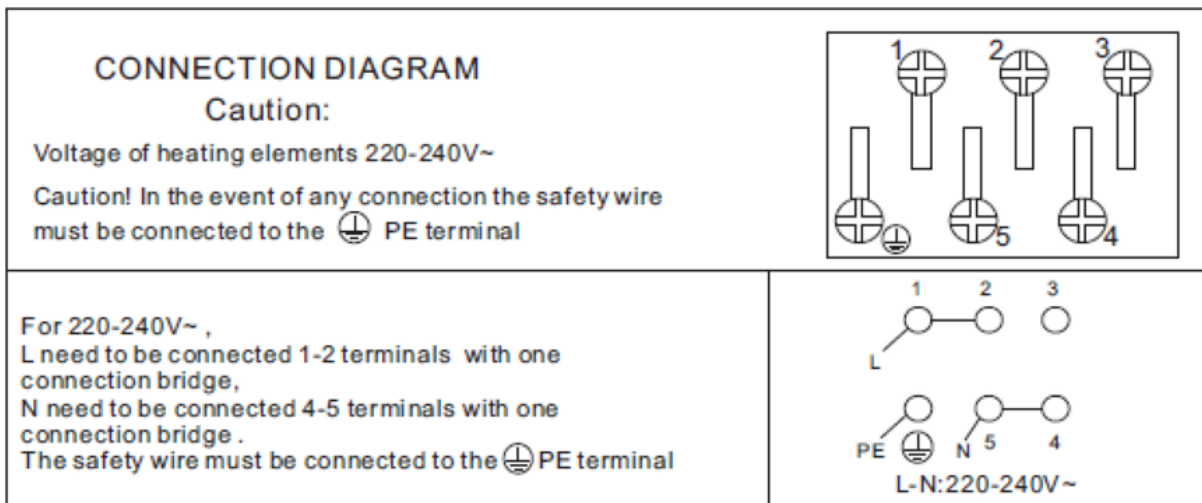 CONNECTION DIAGRAM
Caution:
Voltage of heating elements 220-240V~
Caution! In the event of any connection the safety wire
must be connected to the PE terminal
1 2 3
5 4
For 220-240V~ ,
L need to be connected 1-2 terminals with one
connection bridge,
N need to be connected 4-5 terminals with one
connection bridge .
The safety wire must be connected to the PE terminal
1 2 3
L
PE N 5 4
L-N:220-240V~